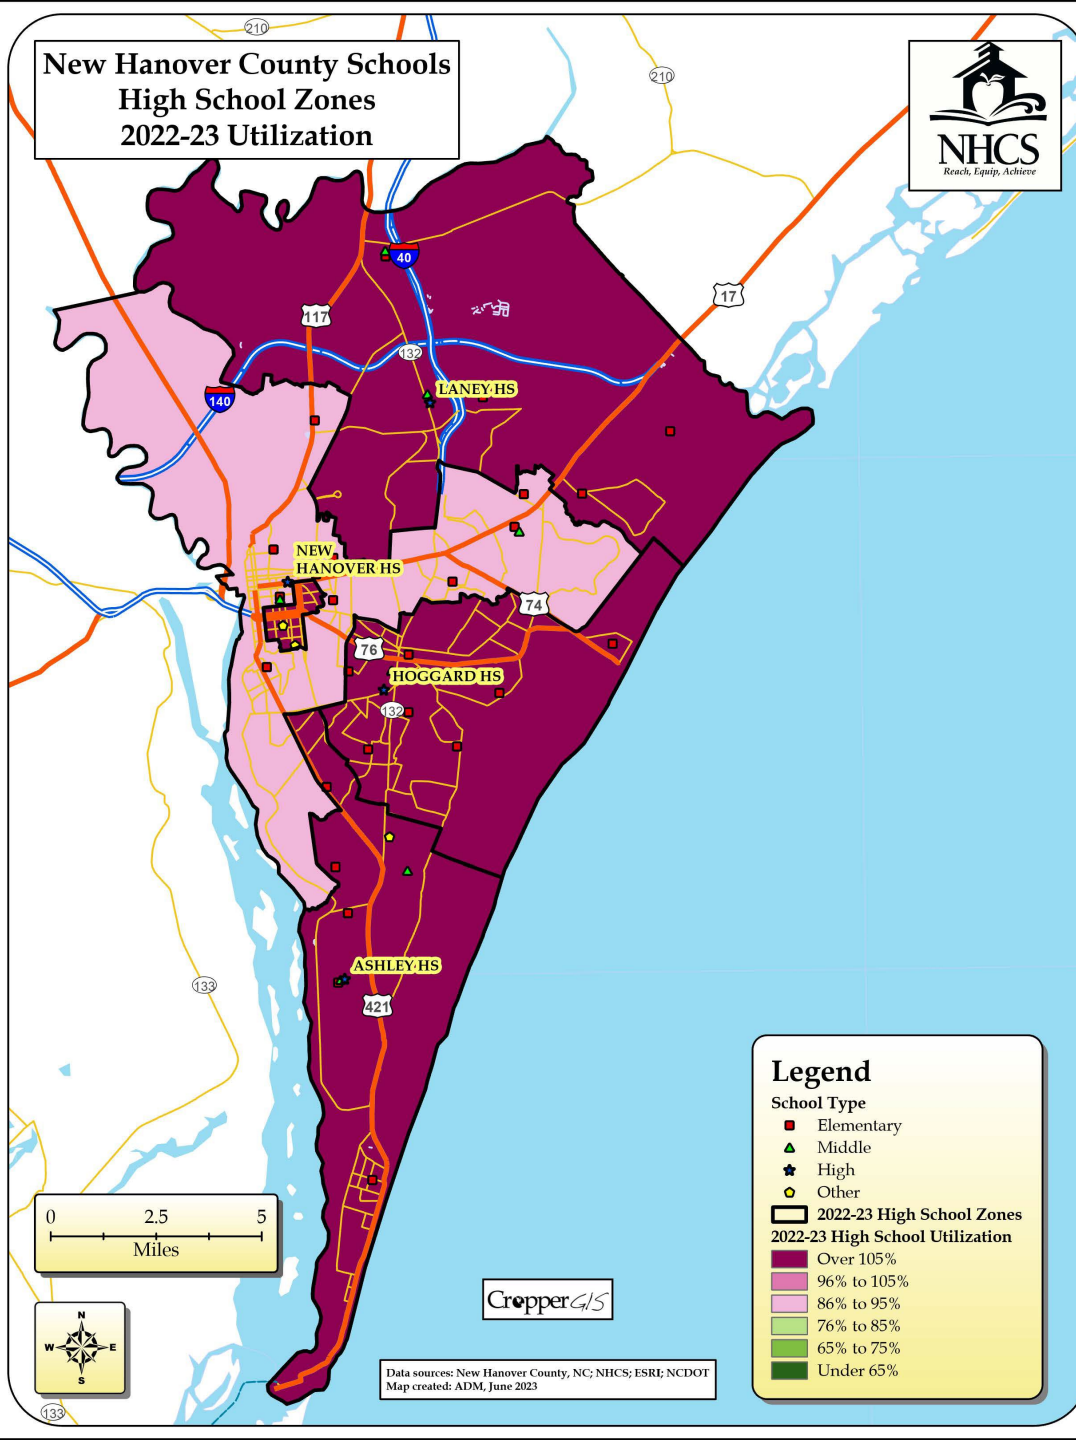 New Hanover County Schools
High School Zones
2022-23 Utilization
NHCS
Reach, Equip, Achieve
210
210
40
17
117
132
LANEY HS
140
NEW
HANOVER HS
74
76
HOGGARD HS
132
ASHLEY HS
133
421
Legend
School Type
Elementary
Middle
High
Other
2022-23 High School Zones
2022-23 High School Utilization
Over 105%
96% to 105%
86% to 95%
76% to 85%
65% to 75%
Under 65%
0 2.5 5
Miles
N
W E
S
CropperGIS
Data sources: New Hanover County, NC; NHCS; ESRI; NCDOT
Map created: ADM, June 2023
133